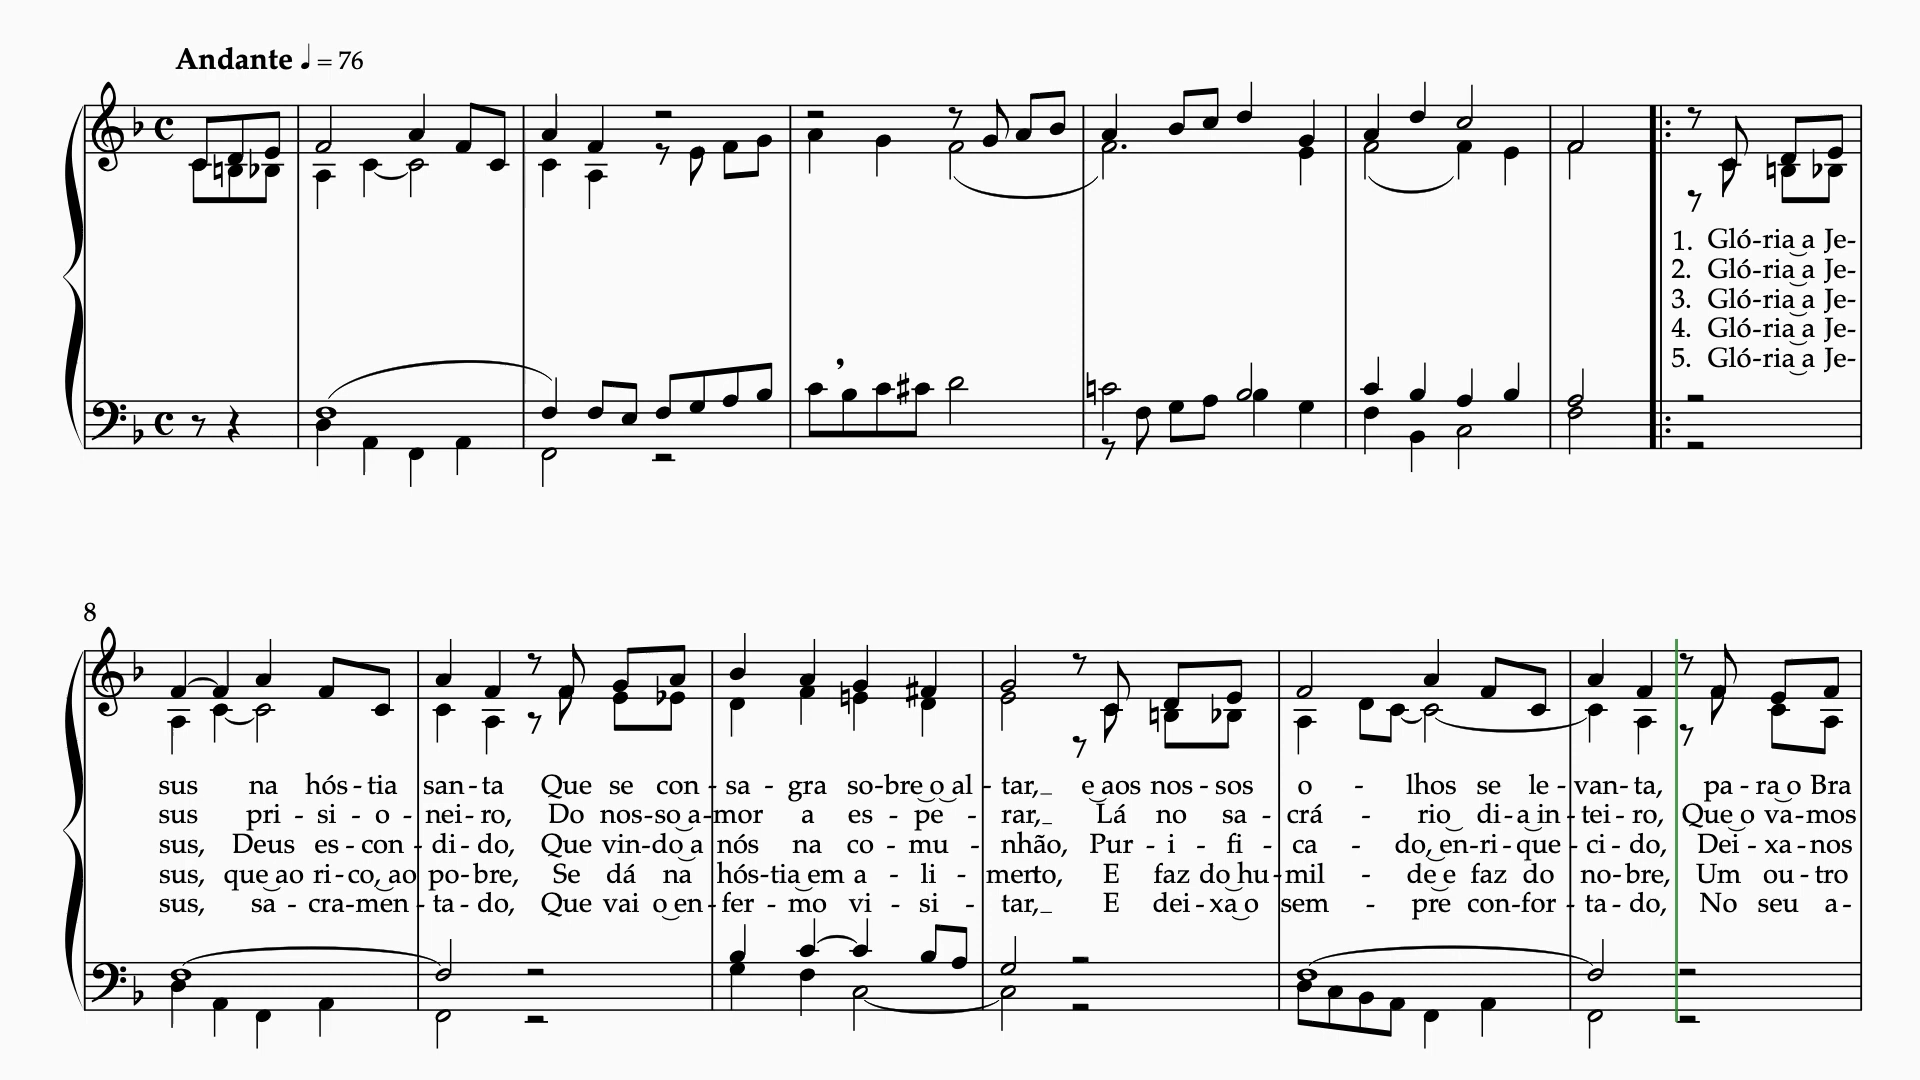 Andante ♩ = 76
1. Gló-ria a Je-
2. Gló-ria a Je-
3. Gló-ria a Je-
4. Gló-ria a Je-
5. Gló-ria a Je-
8
sus na hós-tia san-ta Que se con-sa-gra so-bre o al-tar,_ e aos nos-sos o-lhos se le-van-ta, pa-ra o Bra
sus pri-si-o-nei-ro, Do nos-so a-mor a es-pe-rar,_ Lá no sa-crá-rio di-a in-tei-ro, Que o va-mos
sus, Deus es-con-di-do, Que vin-do a nós na co-mu-nhão, Pur-i-fi-ca-do, en-ri-que-ci-do, Dei-xa-nos
sus, que ao ri-co, ao po-bre, Se dá na hós-tia em a-li-merto, E faz do hu-mil-de e faz do no-bre, Um ou-tro
sus, sa-cra-men-ta-do, Que vai o en-fer-mo vi-si-tar,_ E dei-xa o sem-pre con-for-ta-do, No seu a-